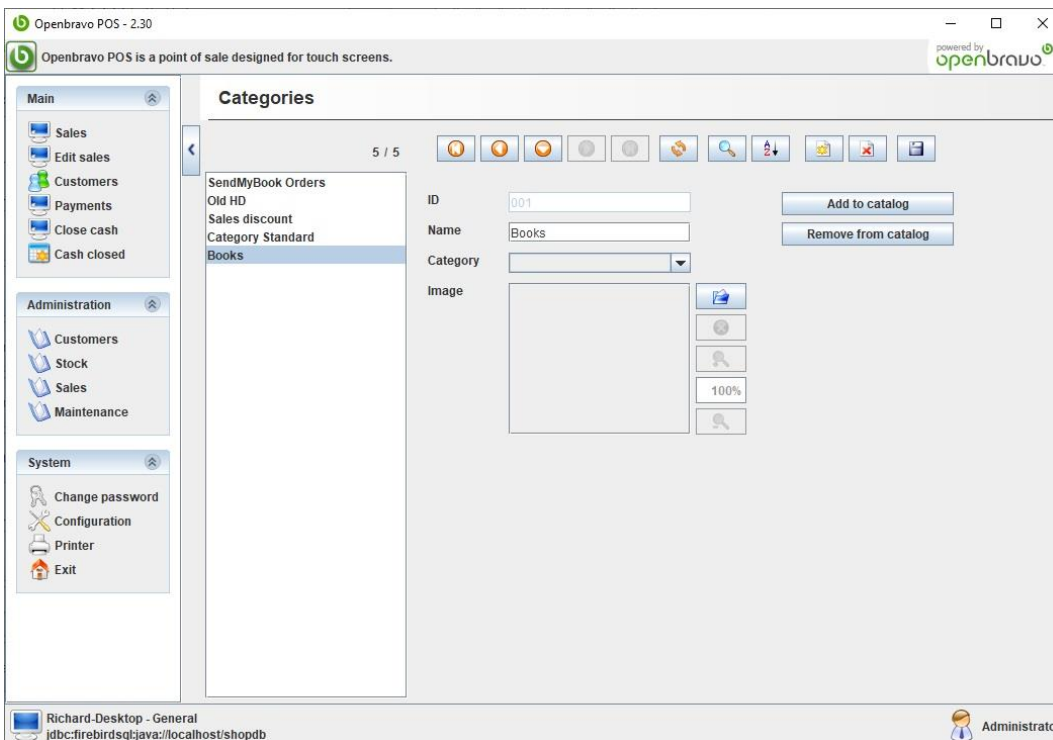 Openbravo POS - 2.30
Openbravo POS is a point of sale designed for touch screens.
powered by
openbravo
Main
Sales
Edit sales
Customers
Payments
Close cash
Cash closed
Administration
Customers
Stock
Sales
Maintenance
System
Change password
Configuration
Printer
Exit
Categories
5 / 5
SendMyBook Orders
Old HD
Sales discount
Category Standard
Books
ID
001
Name
Books
Category
Image
100%
Add to catalog
Remove from catalog
Richard-Desktop - General
jdbc:firebirdsql:java://localhost/shopdb
Administrato